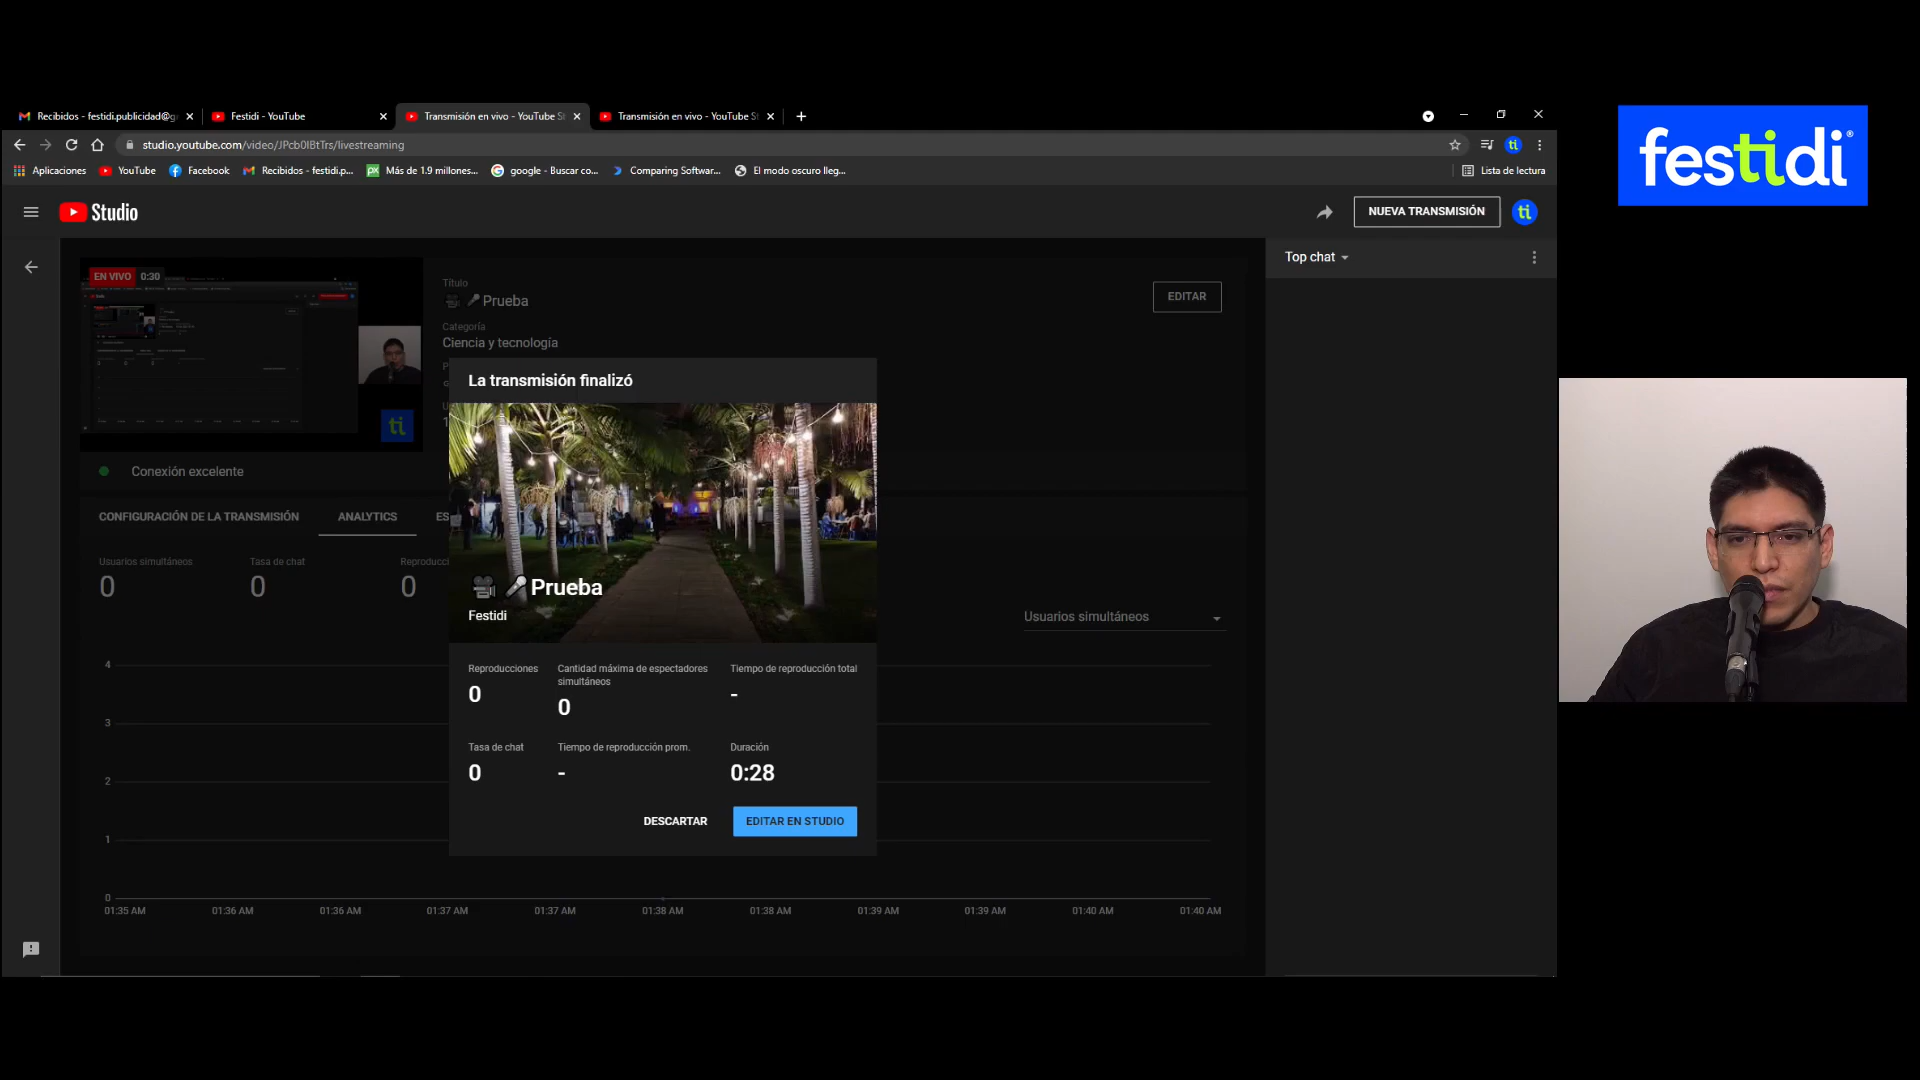 Recibidos - festidi.publicidad@g
Festidi - YouTube
Transmisión en vivo - YouTube S
Transmisión en vivo - YouTube S
studio.youtube.com/video/JPcb0IBtTrs/livestreaming
Aplicaciones
YouTube
Facebook
Recibidos - festidi.p...
Más de 1.9 millones...
google - Buscar co...
Comparing Softwar...
El modo oscuro lleg...
Lista de lectura
festidi®
Studio
NUEVA TRANSMISIÓN
ti
EN VIVO 0:30
Título
Prueba
EDITAR
Categoría
Ciencia y tecnología
Top chat
ti
Conexión excelente
CONFIGURACIÓN DE LA TRANSMISIÓN
ANALYTICS
ES
Usuarios simultáneos
0
Tasa de chat
0
Reproducc
0
Usuarios simultáneos
La transmisión finalizó
Prueba
Festidi
Reproducciones
0
Cantidad máxima de espectadores
simultáneos
0
Tiempo de reproducción total
-
Tasa de chat
0
Tiempo de reproducción prom.
-
Duración
0:28
DESCARTAR
EDITAR EN STUDIO
4
3
2
1
0
01:35 AM
01:36 AM
01:36 AM
01:37 AM
01:37 AM
01:38 AM
01:38 AM
01:39 AM
01:39 AM
01:40 AM
01:40 AM